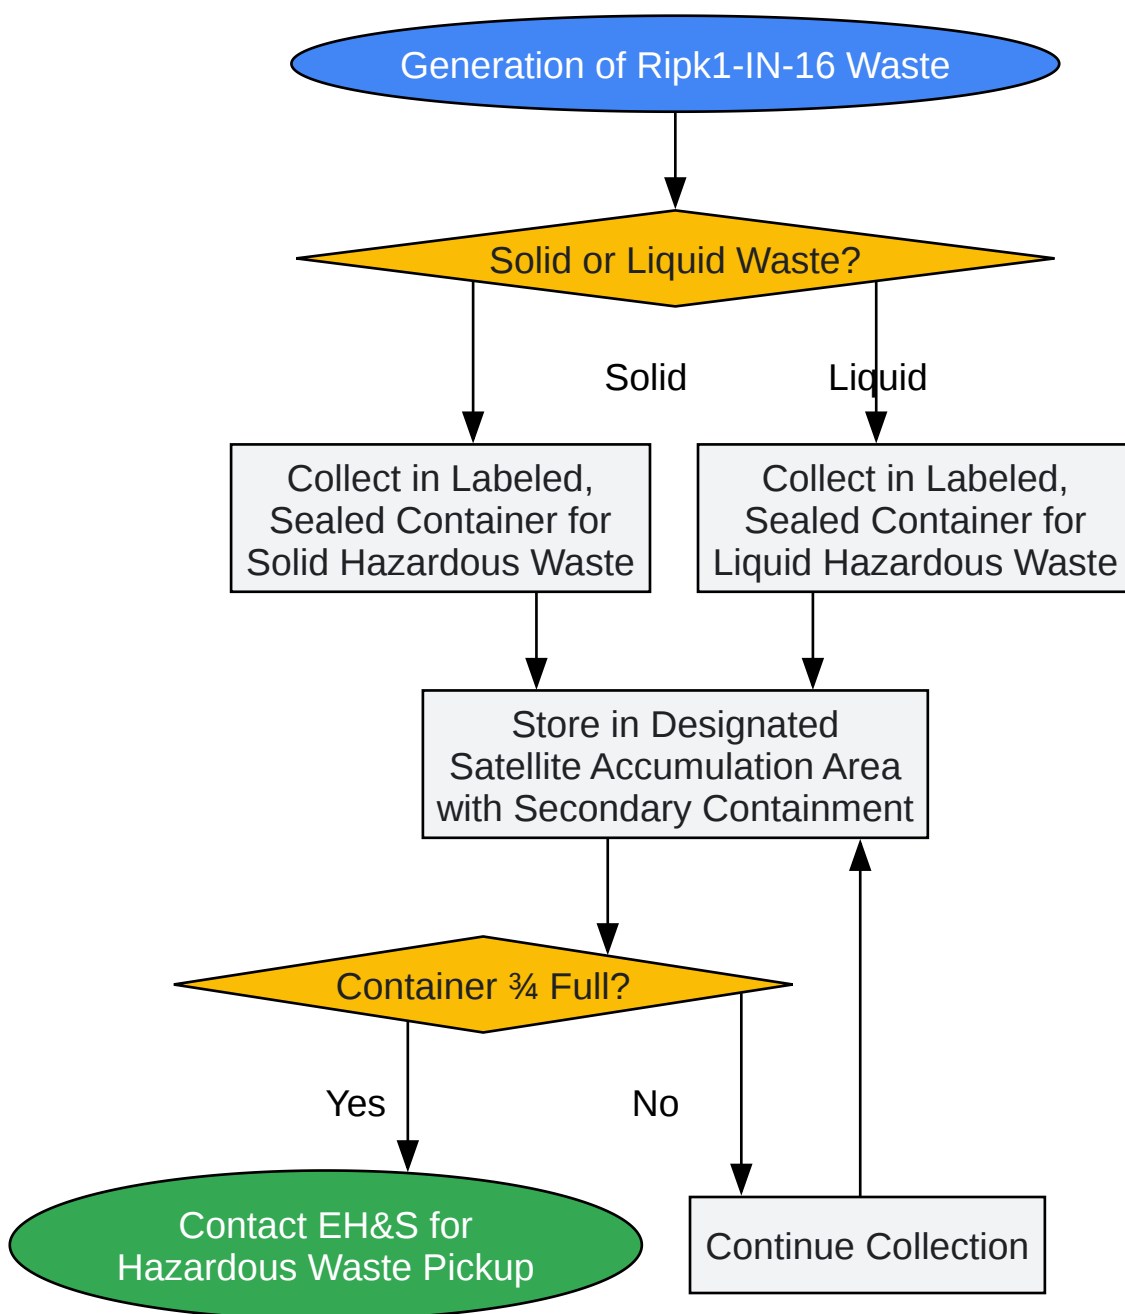 Generation of Ripk1-IN-16 Waste
Solid or Liquid Waste?
Solid
Liquid
Collect in Labeled,
Sealed Container for
Solid Hazardous Waste
Collect in Labeled,
Sealed Container for
Liquid Hazardous Waste
Store in Designated
Satellite Accumulation Area
with Secondary Containment
Container ¾ Full?
Yes
No
Contact EH&S for
Hazardous Waste Pickup
Continue Collection